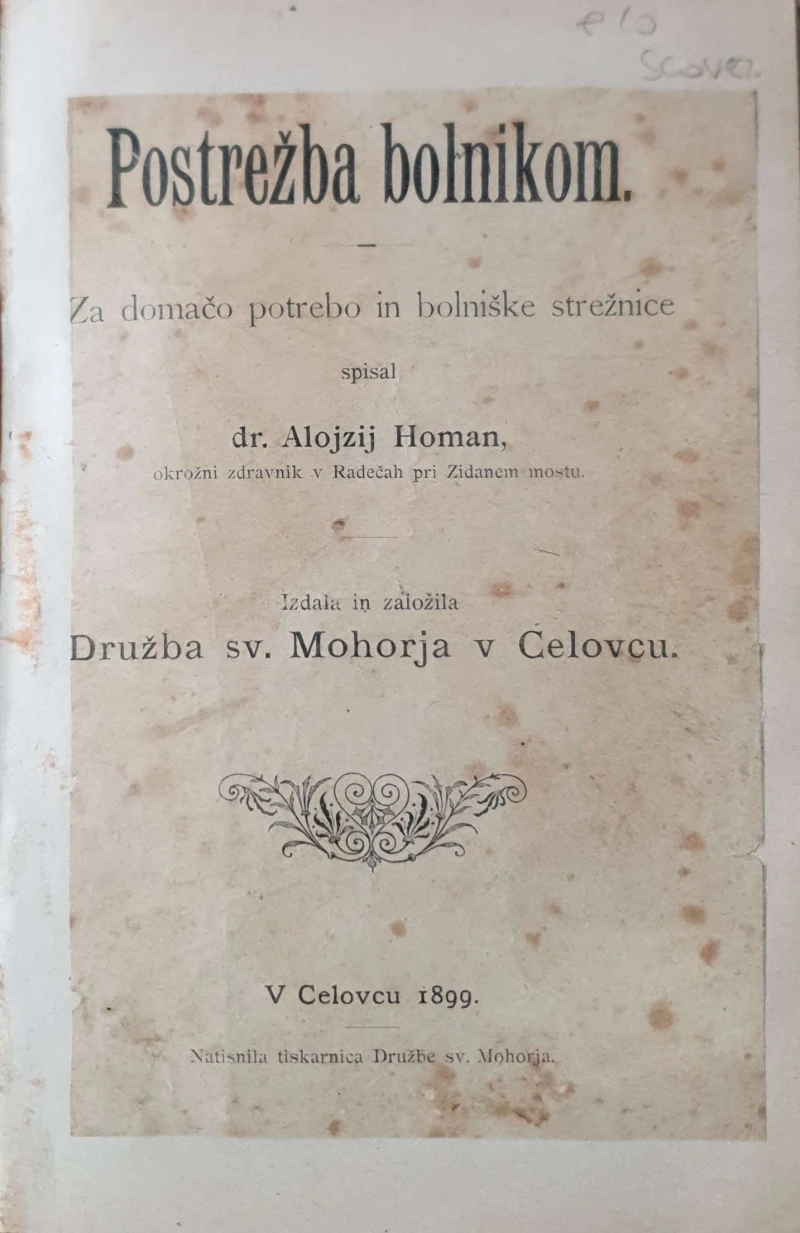 Postrežba bolnikom.
Za domačo potrebo in bolniške strežnice
spisal
dr. Alojzij Homan,
okrožni zdravnik v Radečah pri Zidanem mostu.
Izdala in založila
Družba sv. Mohorja v Celovcu.
V Celovcu 1899.
Natisnila tiskarnica Družbe sv. Mohorja.